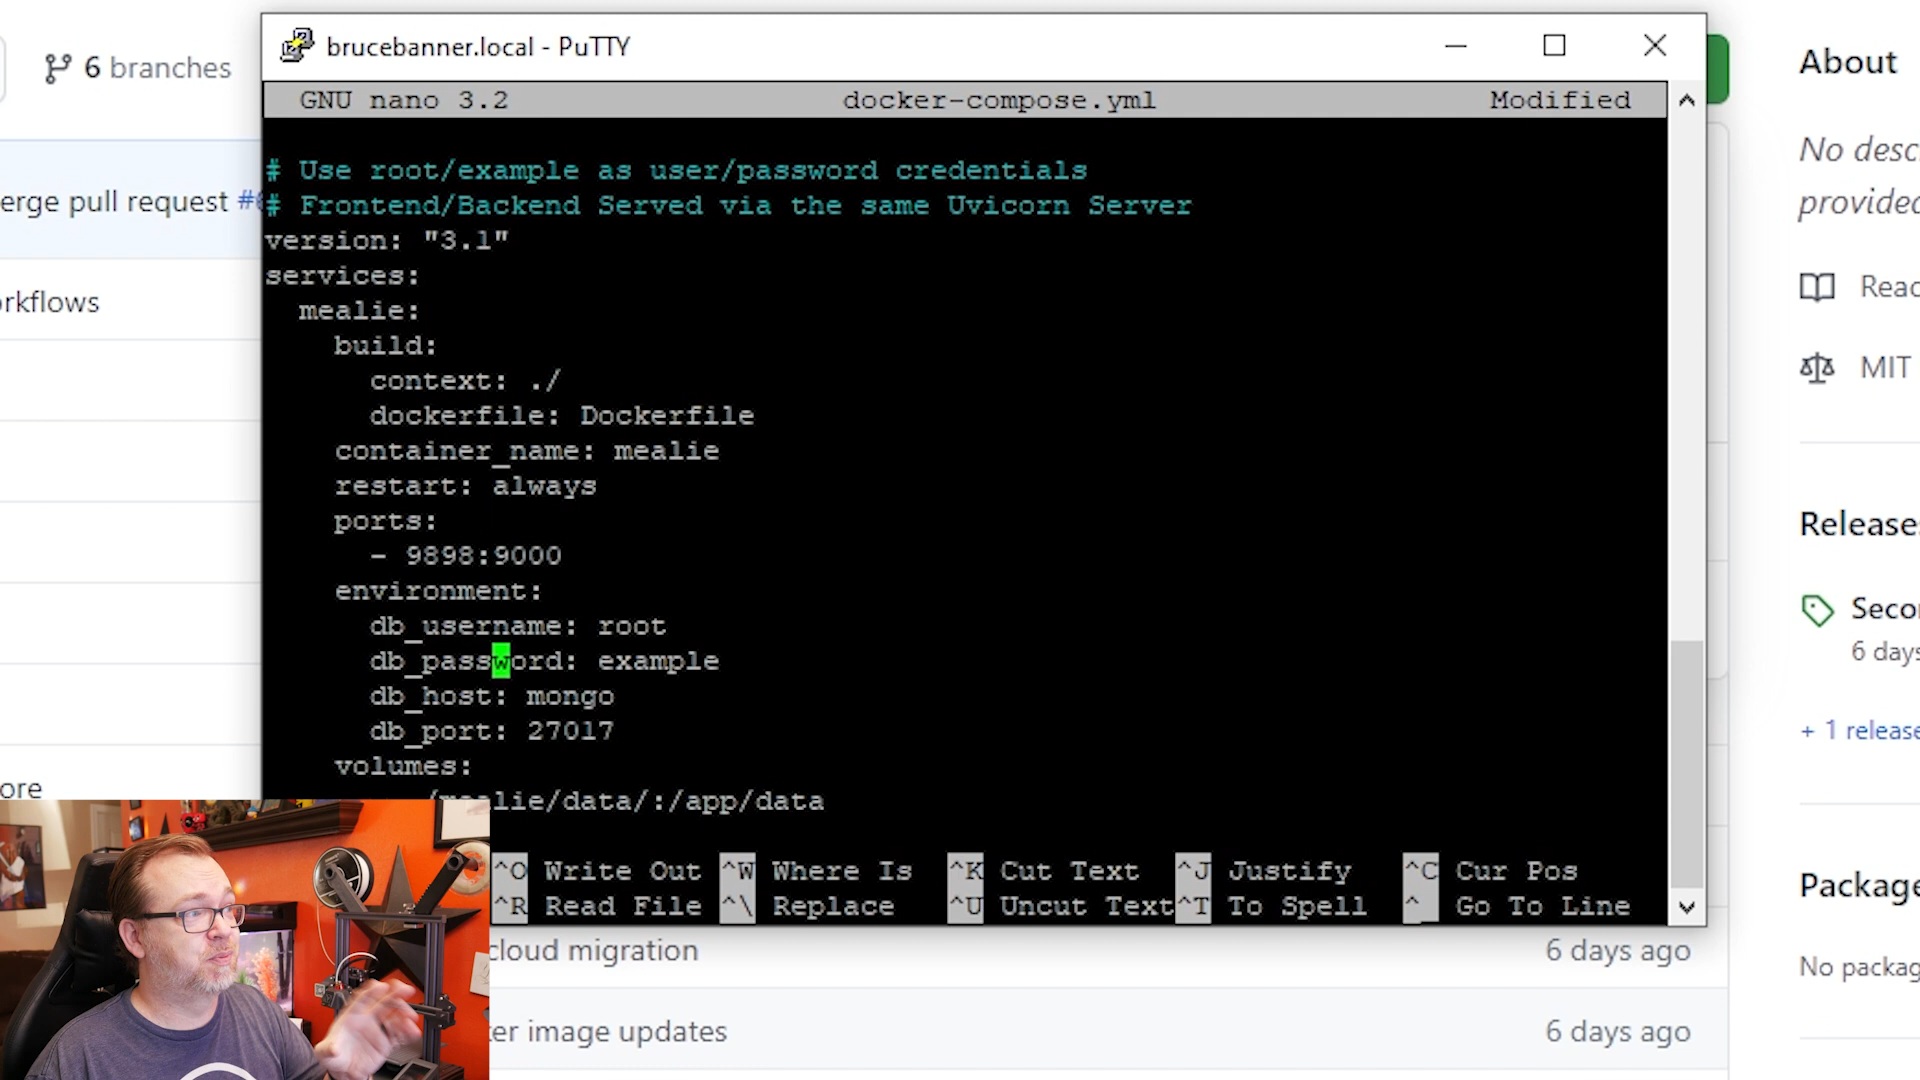 brucebanner.local - PuTTY
GNU nano 3.2 docker-compose.yml Modified
# Use root/example as user/password credentials
# Frontend/Backend Served via the same Uvicorn Server
version: "3.1"
services:
mealie:
build:
context: ./
dockerfile: Dockerfile
container_name: mealie
restart: always
ports:
- 9898:9000
environment:
db_username: root
db_password: example
db_host: mongo
db_port: 27017
volumes:
/mealie/data/:/app/data
^O Write Out ^W Where Is ^K Cut Text ^J Justify ^C Cur Pos
^R Read File ^\ Replace ^U Uncut Text ^T To Spell ^_ Go To Line
6 branches
erge pull request #
orkflows
ore
cloud migration 6 days ago
ter image updates 6 days ago
About
No desc
provided
Read
MIT
Releases
Secon
6 days
+ 1 release
Package
No packag